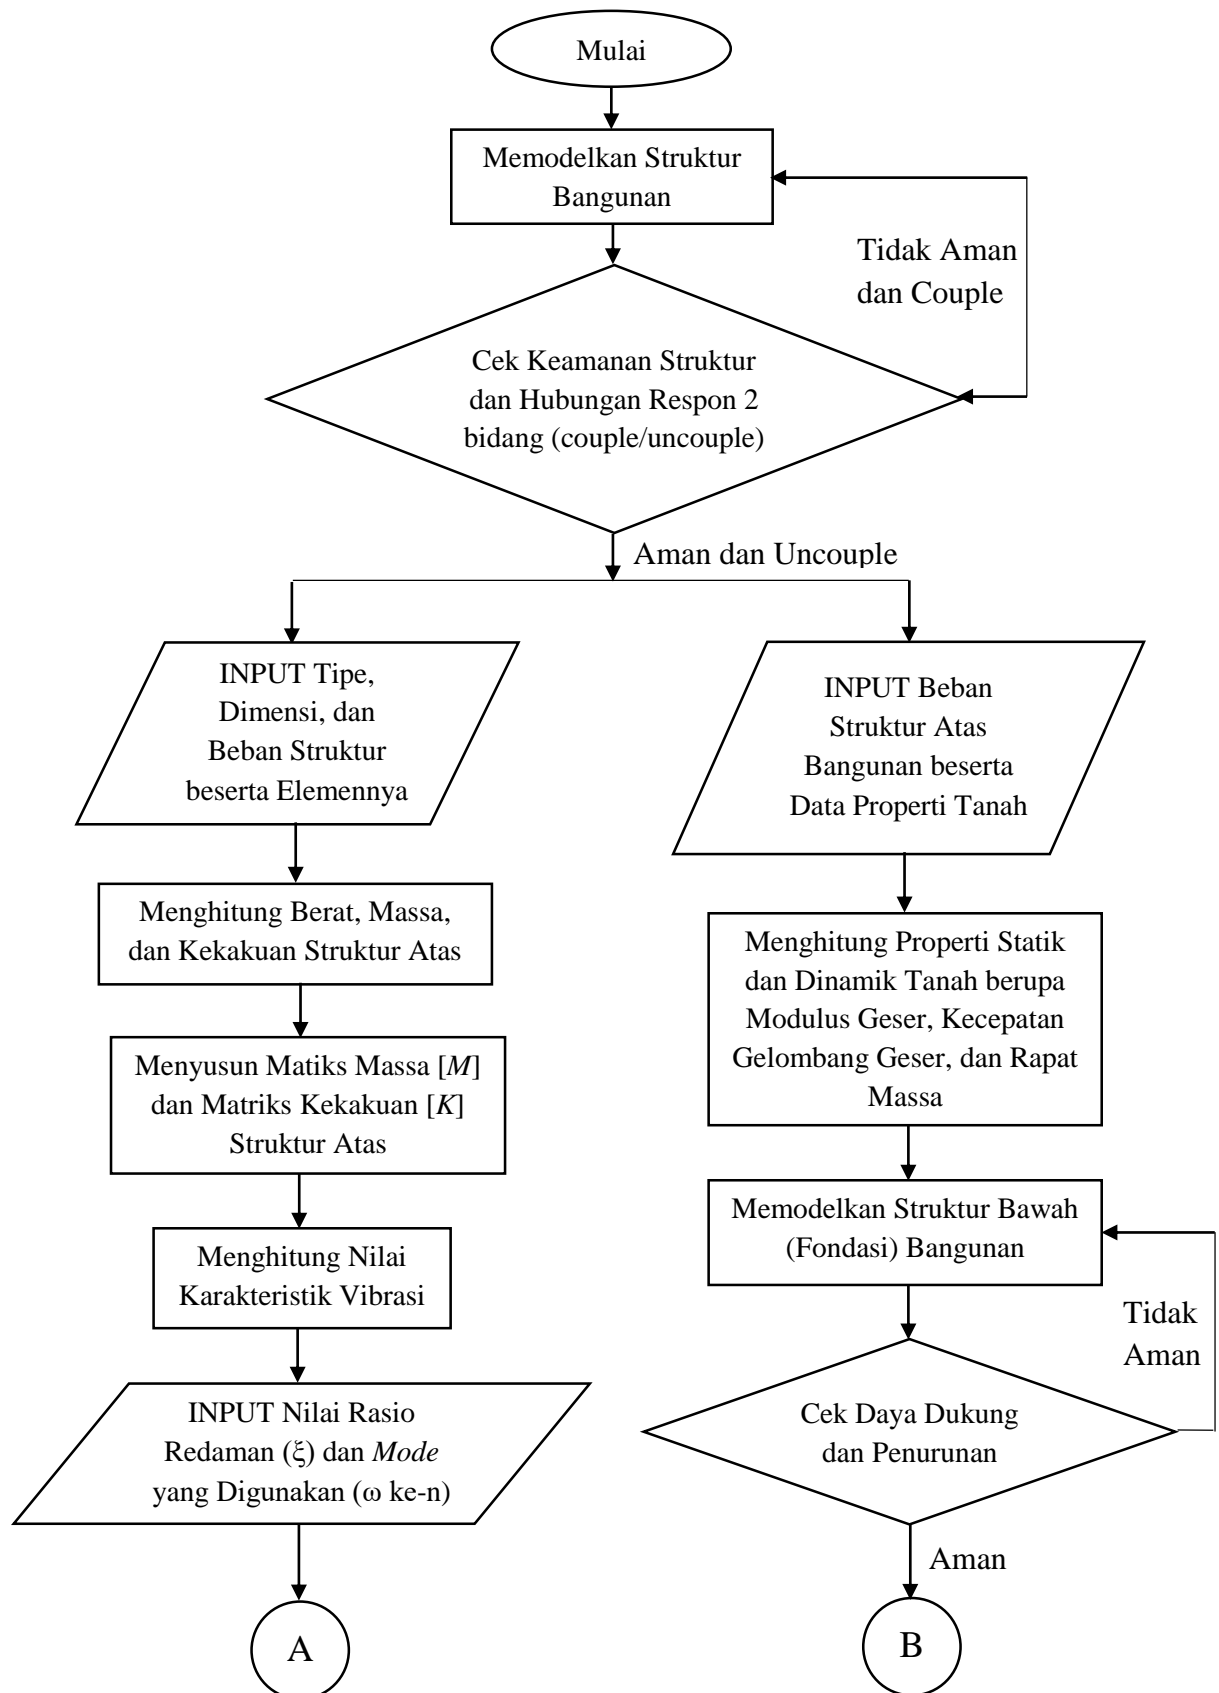 Mulai
Memodelkan Struktur
Bangunan
Tidak Aman
dan Couple
Cek Keamanan Struktur
dan Hubungan Respon 2
bidang (couple/uncouple)
Aman dan Uncouple
INPUT Tipe,
Dimensi, dan
Beban Struktur
beserta Elemennya
Menghitung Berat, Massa,
dan Kekakuan Struktur Atas
Menyusun Matiks Massa [M]
dan Matriks Kekakuan [K]
Struktur Atas
Menghitung Nilai
Karakteristik Vibrasi
INPUT Nilai Rasio
Redaman (ξ) dan Mode
yang Digunakan (ω ke-n)
A
INPUT Beban
Struktur Atas
Bangunan beserta
Data Properti Tanah
Menghitung Properti Statik
dan Dinamik Tanah berupa
Modulus Geser, Kecepatan
Gelombang Geser, dan Rapat
Massa
Memodelkan Struktur Bawah
(Fondasi) Bangunan
Tidak
Aman
Cek Daya Dukung
dan Penurunan
Aman
B